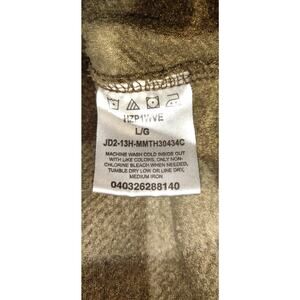 L/G
JD2-13H-MMTH30434C
MACHINE WASH COLD INSIDE OUT
WITH LIKE COLORS, ONLY NON-
CHLORINE BLEACH WHEN NEEDED,
TUMBLE DRY LOW OR LINE DRY,
MEDIUM IRON
040326288140